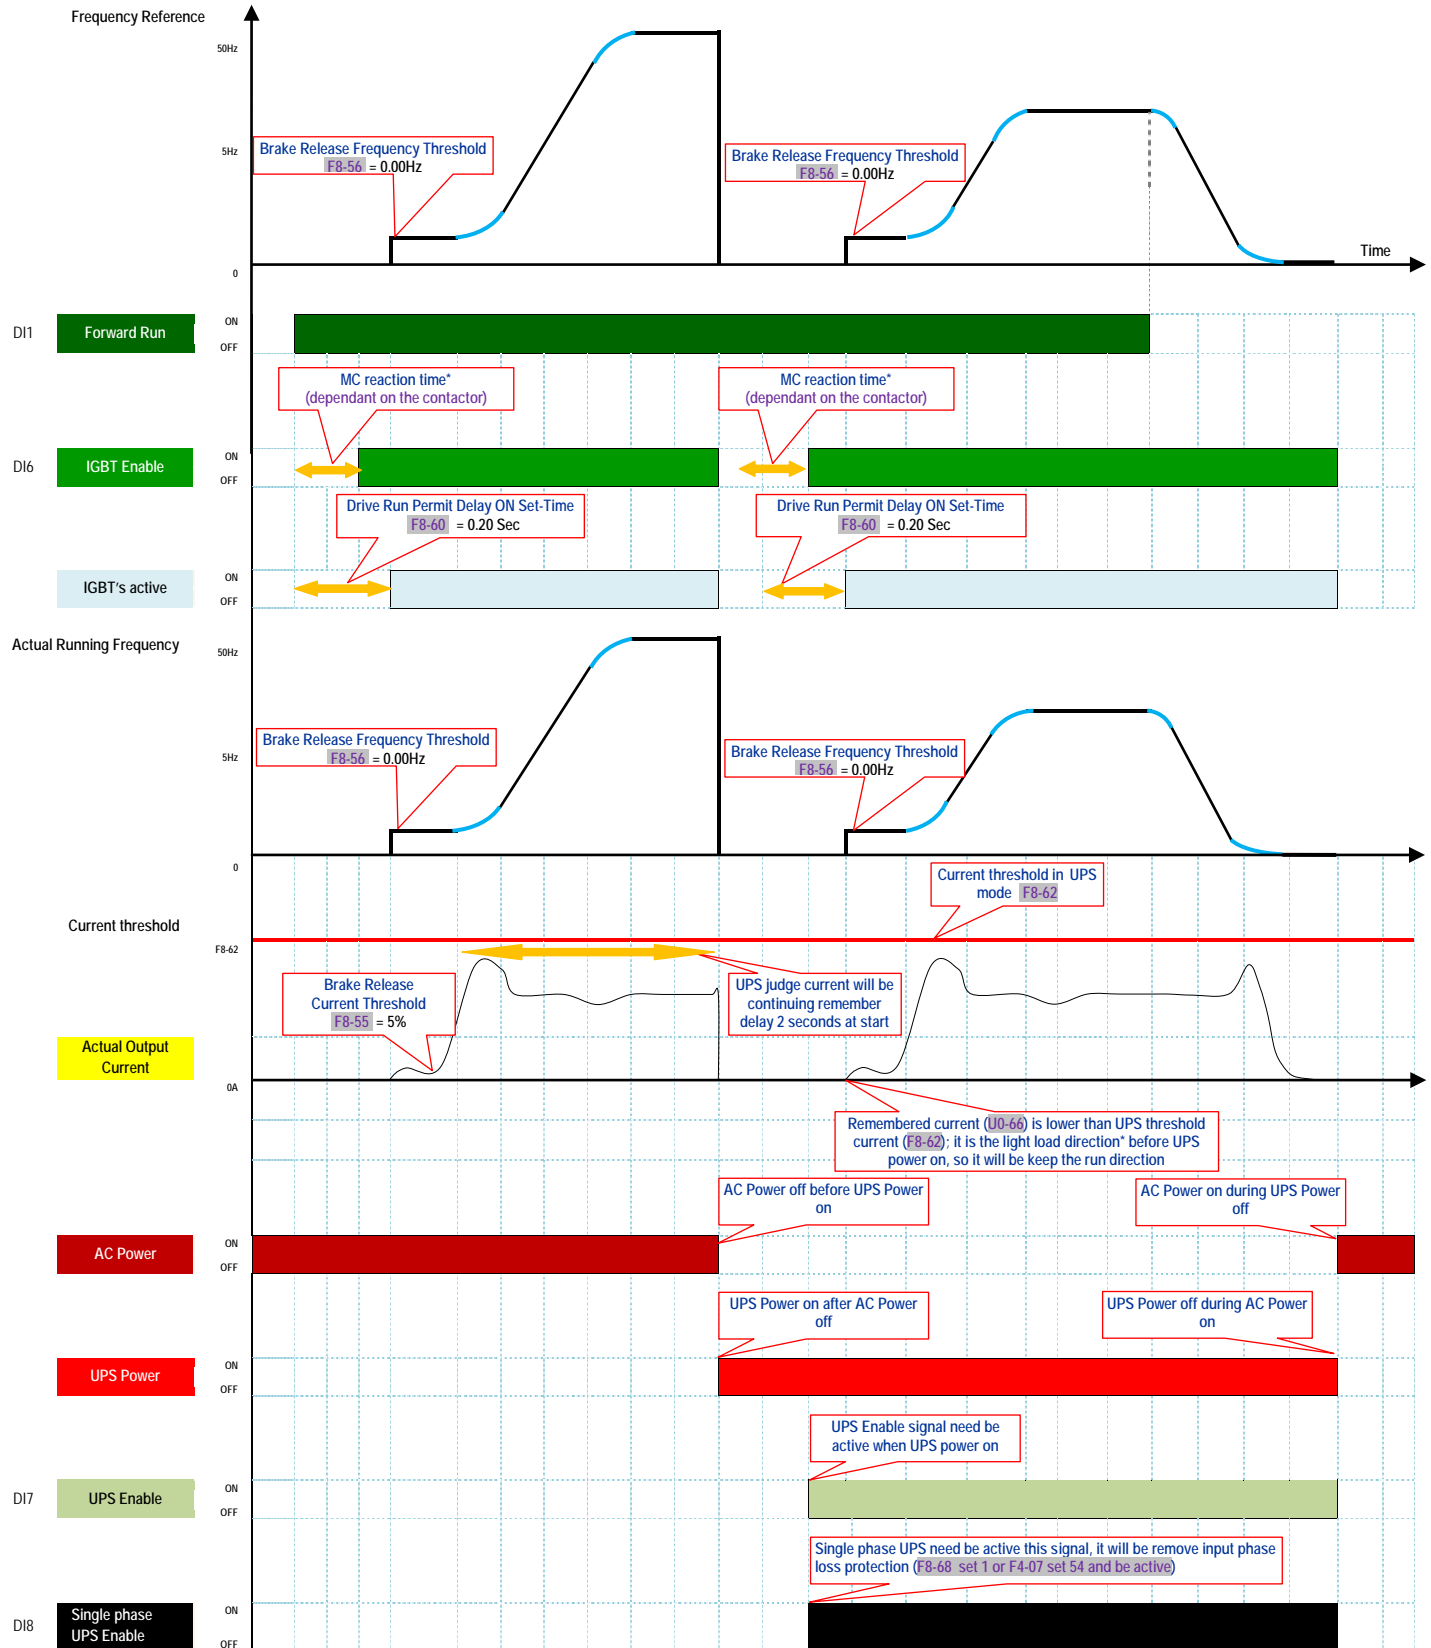 Frequency Reference
50Hz
Brake Release Frequency Threshold
F8-56 = 0.00Hz
5Hz
Brake Release Frequency Threshold
F8-56 = 0.00Hz
Time
0
DI1
Forward Run
ON
OFF
MC reaction time*
(dependant on the contactor)
MC reaction time*
(dependant on the contactor)
DI6
IGBT Enable
ON
OFF
Drive Run Permit Delay ON Set-Time
F8-60 = 0.20 Sec
Drive Run Permit Delay ON Set-Time
F8-60 = 0.20 Sec
IGBT's active
ON
OFF
Actual Running Frequency
50Hz
Brake Release Frequency Threshold
F8-56 = 0.00Hz
5Hz
Brake Release Frequency Threshold
F8-56 = 0.00Hz
0
Current threshold in UPS
mode F8-62
Current threshold
F8-62
Brake Release
Current Threshold
F8-55 = 5%
UPS judge current will be
continuing remember
delay 2 seconds at start
Actual Output
Current
0A
Remembered current (U0-66) is lower than UPS threshold
current (F8-62); it is the light load direction* before UPS
power on, so it will be keep the run direction
AC Power off before UPS Power
on
AC Power on during UPS Power
off
AC Power
ON
OFF
UPS Power on after AC Power
off
UPS Power off during AC Power
on
UPS Power
ON
OFF
UPS Enable signal need be
active when UPS power on
DI7
UPS Enable
ON
OFF
Single phase UPS need be active this signal, it will be remove input phase
loss protection (F8-68 set 1 or F4-07 set 54 and be active)
DI8
Single phase
UPS Enable
ON
OFF